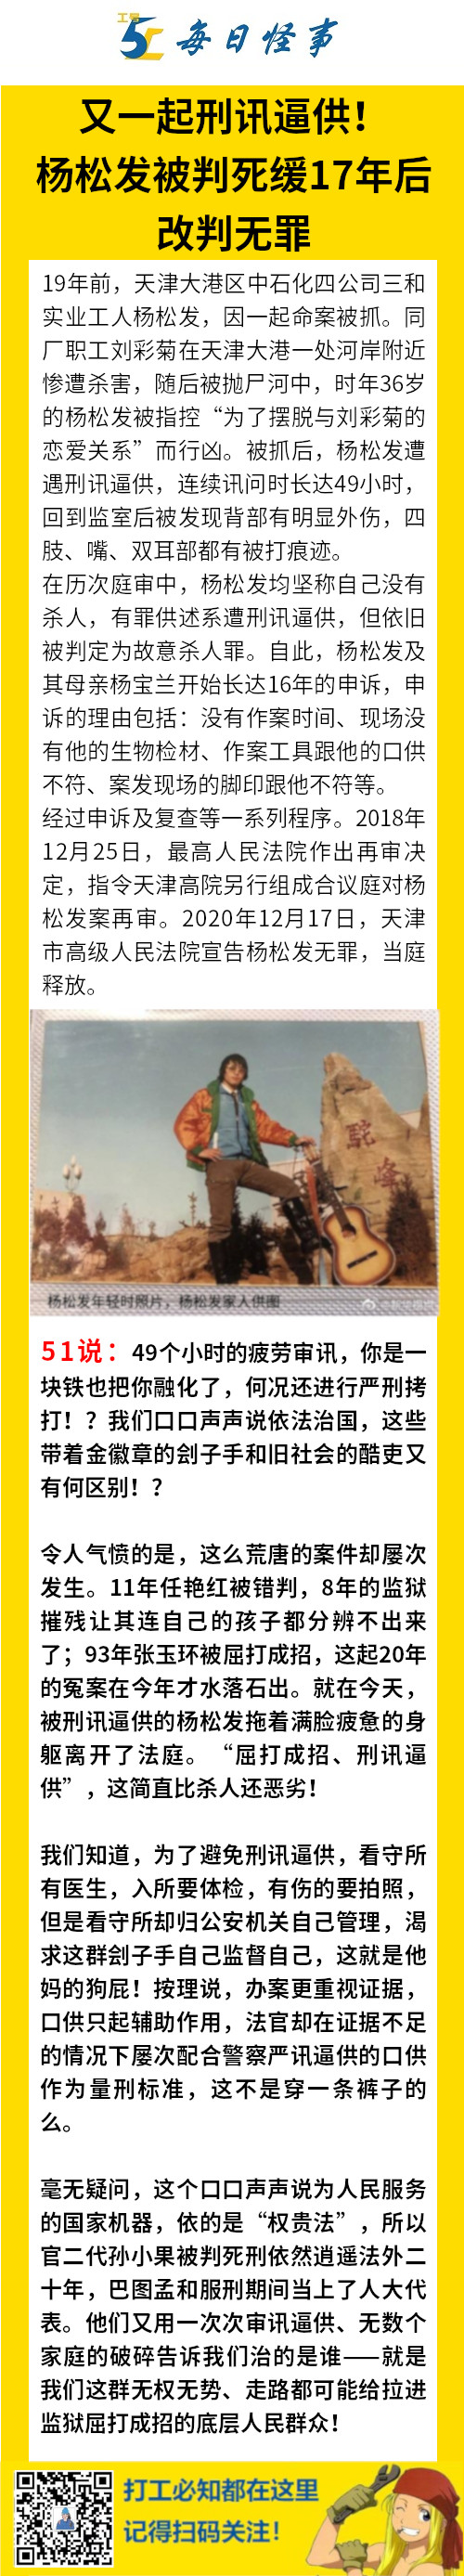 工号
51
每日怪事
又一起刑讯逼供！
杨松发被判死缓17年后
改判无罪
19年前，天津大港区中石化四公司三和
实业工人杨松发，因一起命案被抓。同
厂职工刘彩菊在天津大港一处河岸附近
惨遭杀害，随后被抛尸河中，时年36岁
的杨松发被指控“为了摆脱与刘彩菊的
恋爱关系”而行凶。被抓后，杨松发遭
遇刑讯逼供，连续讯问时长达49小时，
回到监室后被发现背部有明显外伤，四
肢、嘴、双耳部都有被打痕迹。
在历次庭审中，杨松发均坚称自己没有
杀人，有罪供述系遭刑讯逼供，但依旧
被判定为故意杀人罪。自此，杨松发及
其母亲杨宝兰开始长达16年的申诉，申
诉的理由包括：没有作案时间、现场没
有他的生物检材、作案工具跟他的口供
不符、案发现场的脚印跟他不符等。
经过申诉及复查等一系列程序。2018年
12月25日，最高人民法院作出再审决
定，指令天津高院另行组成合议庭对杨
松发案再审。2020年12月17日，天津
市高级人民法院宣告杨松发无罪，当庭
释放。
駝峰
杨松发年轻时照片，杨松发家人供图
51说：49个小时的疲劳审讯，你是一
块铁也把你融化了，何况还进行严刑拷
打！？我们口口声声说依法治国，这些
带着金徽章的刽子手和旧社会的酷吏又
有何区别！？
令人气愤的是，这么荒唐的案件却屡次
发生。11年任艳红被错判，8年的监狱
摧残让其连自己的孩子都分辨不出来
了；93年张玉环被屈打成招，这起20年
的冤案在今年才水落石出。就在今天，
被刑讯逼供的杨松发拖着满脸疲惫的身
躯离开了法庭。“屈打成招、刑讯逼
供”，这简直比杀人还恶劣！
我们知道，为了避免刑讯逼供，看守所
有医生，入所要体检，有伤的要拍照，
但是看守所却归公安机关自己管理，渴
求这群刽子手自己监督自己，这就是他
妈的狗屁！按理说，办案更重视证据，
口供只起辅助作用，法官却在证据不足
的情况下屡次配合警察严讯逼供的口供
作为量刑标准，这不是穿一条裤子的
么。
毫无疑问，这个口口声声说为人民服务
的国家机器，依的是“权贵法”，所以
官二代孙小果被判死刑依然逍遥法外二
十年，巴图孟和服刑期间当上了人大代
表。他们又用一次次审讯逼供、无数个
家庭的破碎告诉我们治的是谁——就是
我们这群无权无势、走路都可能给拉进
监狱屈打成招的底层人民群众！
打工必知都在这里
记得扫码关注！